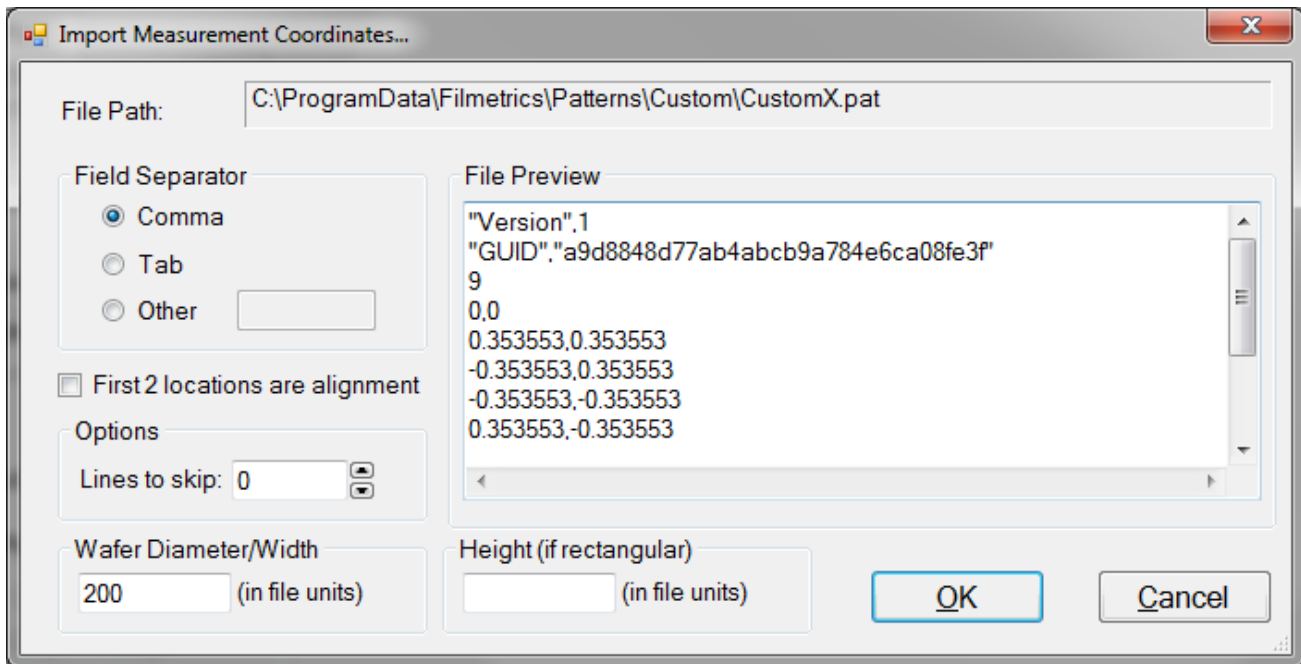 Import Measurement Coordinates...
File Path:
C:\ProgramData\Filmetrics\Patterns\Custom\CustomX.pat
Field Separator
Comma
Tab
Other
First 2 locations are alignment
Options
Lines to skip: 0
File Preview
"Version",1
"GUID","a9d8848d77ab4abcb9a784e6ca08fe3f"
9
0,0
0.353553,0.353553
-0.353553,0.353553
-0.353553,-0.353553
0.353553,-0.353553
Wafer Diameter/Width
200 (in file units)
Height (if rectangular)
(in file units)
OK
Cancel